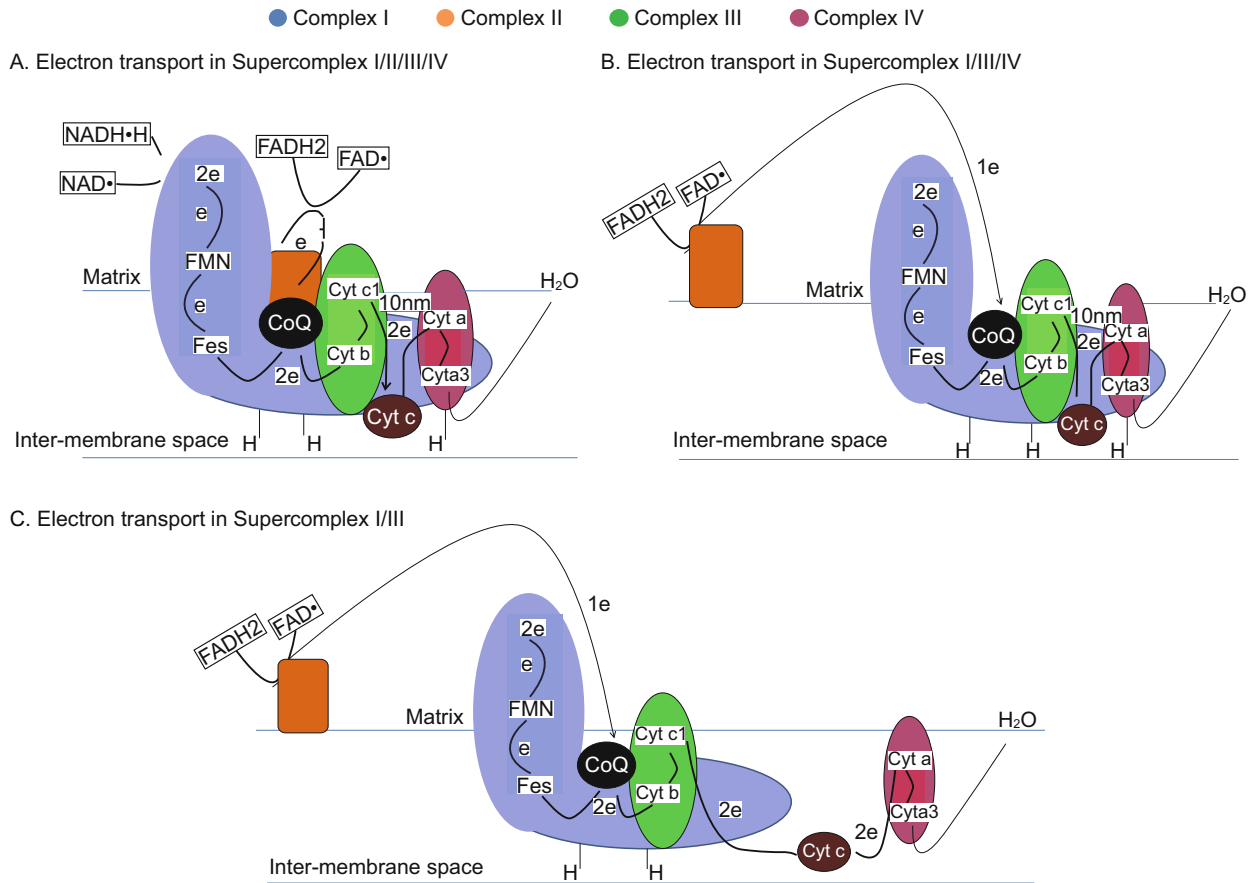 Complex I Complex II Complex III Complex IV
A. Electron transport in Supercomplex I/II/III/IV
NADH•H
NAD•
FADH2
FAD•
2e
e
FMN
e
Fes
e
Matrix
CoQ
2e
Cyt c1
Cyt b
10nm
2e
Cyt a
Cyta3
Cyt c
H₂O
Inter-membrane space
H H H
B. Electron transport in Supercomplex I/III/IV
FADH2
FAD•
1e
2e
e
FMN
e
Fes
Matrix
CoQ
2e
Cyt c1
Cyt b
10nm
2e
Cyt a
Cyta3
Cyt c
H₂O
Inter-membrane space
H H H
C. Electron transport in Supercomplex I/III
FADH2
FAD•
1e
2e
e
FMN
e
Fes
Matrix
CoQ
2e
Cyt c1
Cyt b
2e
Cyt c
2e
Cyt a
Cyta3
H₂O
Inter-membrane space
H H